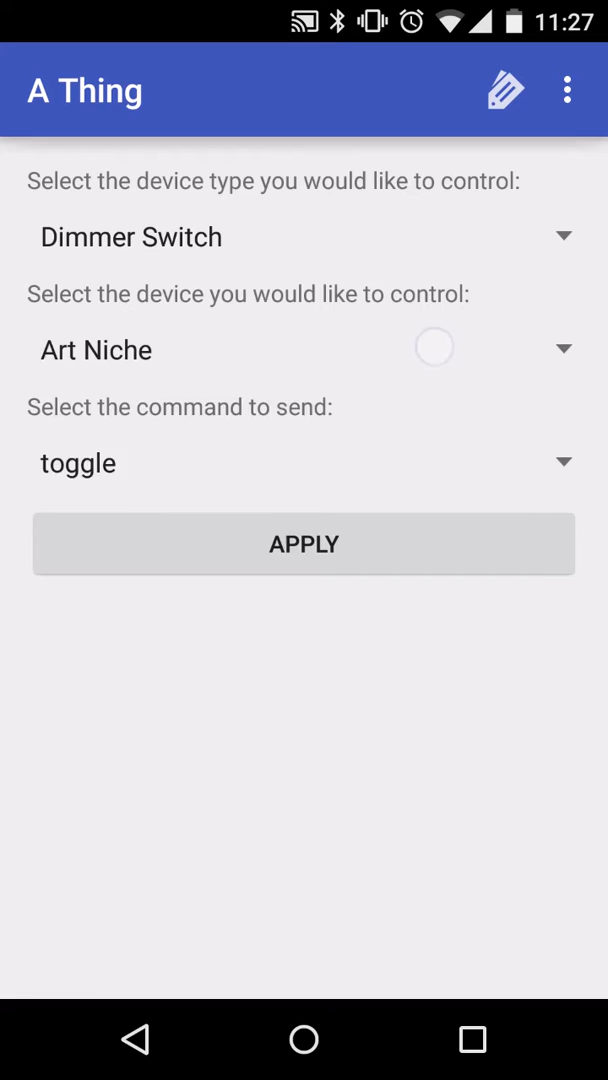 11:27
A Thing
Select the device type you would like to control:
Dimmer Switch
Select the device you would like to control:
Art Niche
Select the command to send:
toggle
APPLY